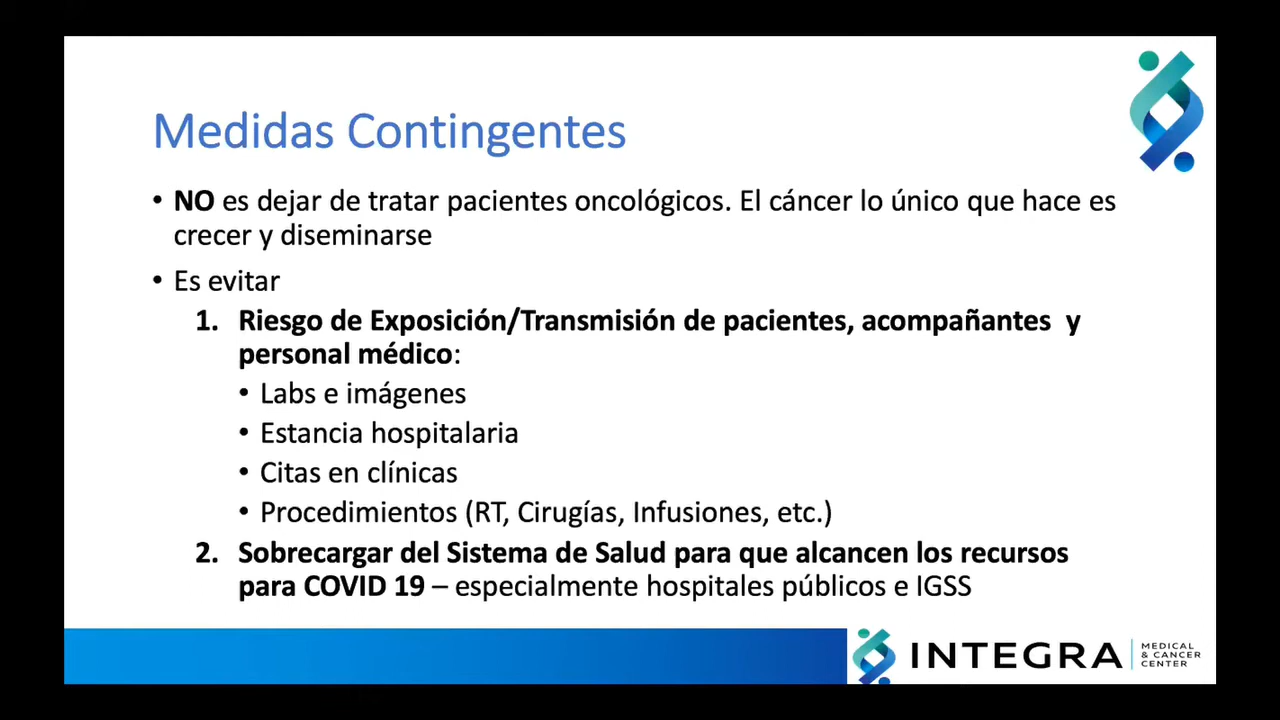 Medidas Contingentes
• NO es dejar de tratar pacientes oncológicos. El cáncer lo único que hace es
crecer y diseminarse
• Es evitar
1. Riesgo de Exposición/Transmisión de pacientes, acompañantes y
personal médico:
• Labs e imágenes
• Estancia hospitalaria
• Citas en clínicas
• Procedimientos (RT, Cirugías, Infusiones, etc.)
2. Sobrecargar del Sistema de Salud para que alcancen los recursos
para COVID 19 – especialmente hospitales públicos e IGSS
INTEGRA
MEDICAL
& CANCER
CENTER